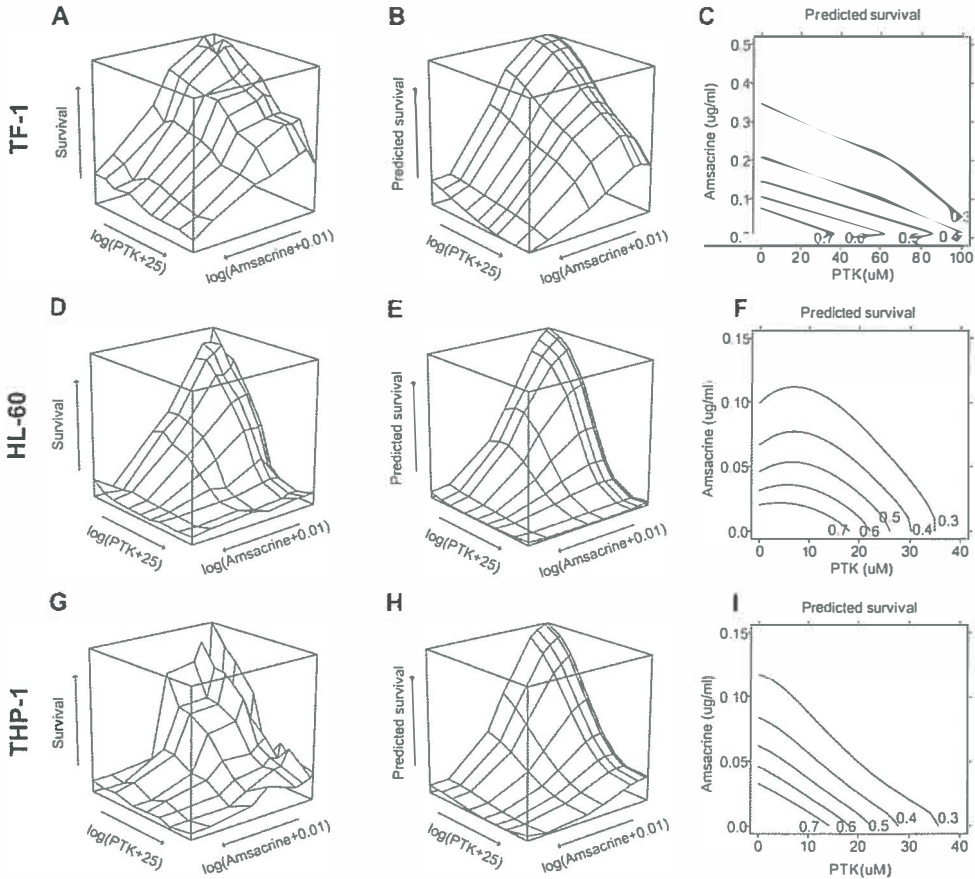 A
B
C
Predicted survival
TF-1
Survival
log(PTK+25)
log(Amsacrine+0.01)
Predicted survival
log(PTK+25)
log(Amsacrine+0.01)
Amsacrine (ug/ml)
0.5
0.4
0.3
0.2
0.1
0.
0.7
0.6
0.5
0.4
0.3
0
20
40
60
80
100
PTK(uM)
D
E
F
Predicted survival
HL-60
Survival
log(PTK+25)
log(Amsacrine+0.01)
Predicted survival
log(PTK+25)
log(Amsacrine+0.01)
Amsacrine (ug/ml)
0.15
0.10
0.05
0.0
0.7
0.6
0.5
0.4
0.3
0
10
20
30
40
PTK (uM)
G
H
I
Predicted survival
THP-1
Survival
log(PTK+25)
log(Amsacrine+0.01)
Predicted survival
log(PTK+25)
log(Amsacrine+0.01)
Amsacrine (ug/ml)
0.15
0.10
0.05
0.0
0.7
0.6
0.5
0.4
0.3
0
10
20
30
40
PTK(uM)